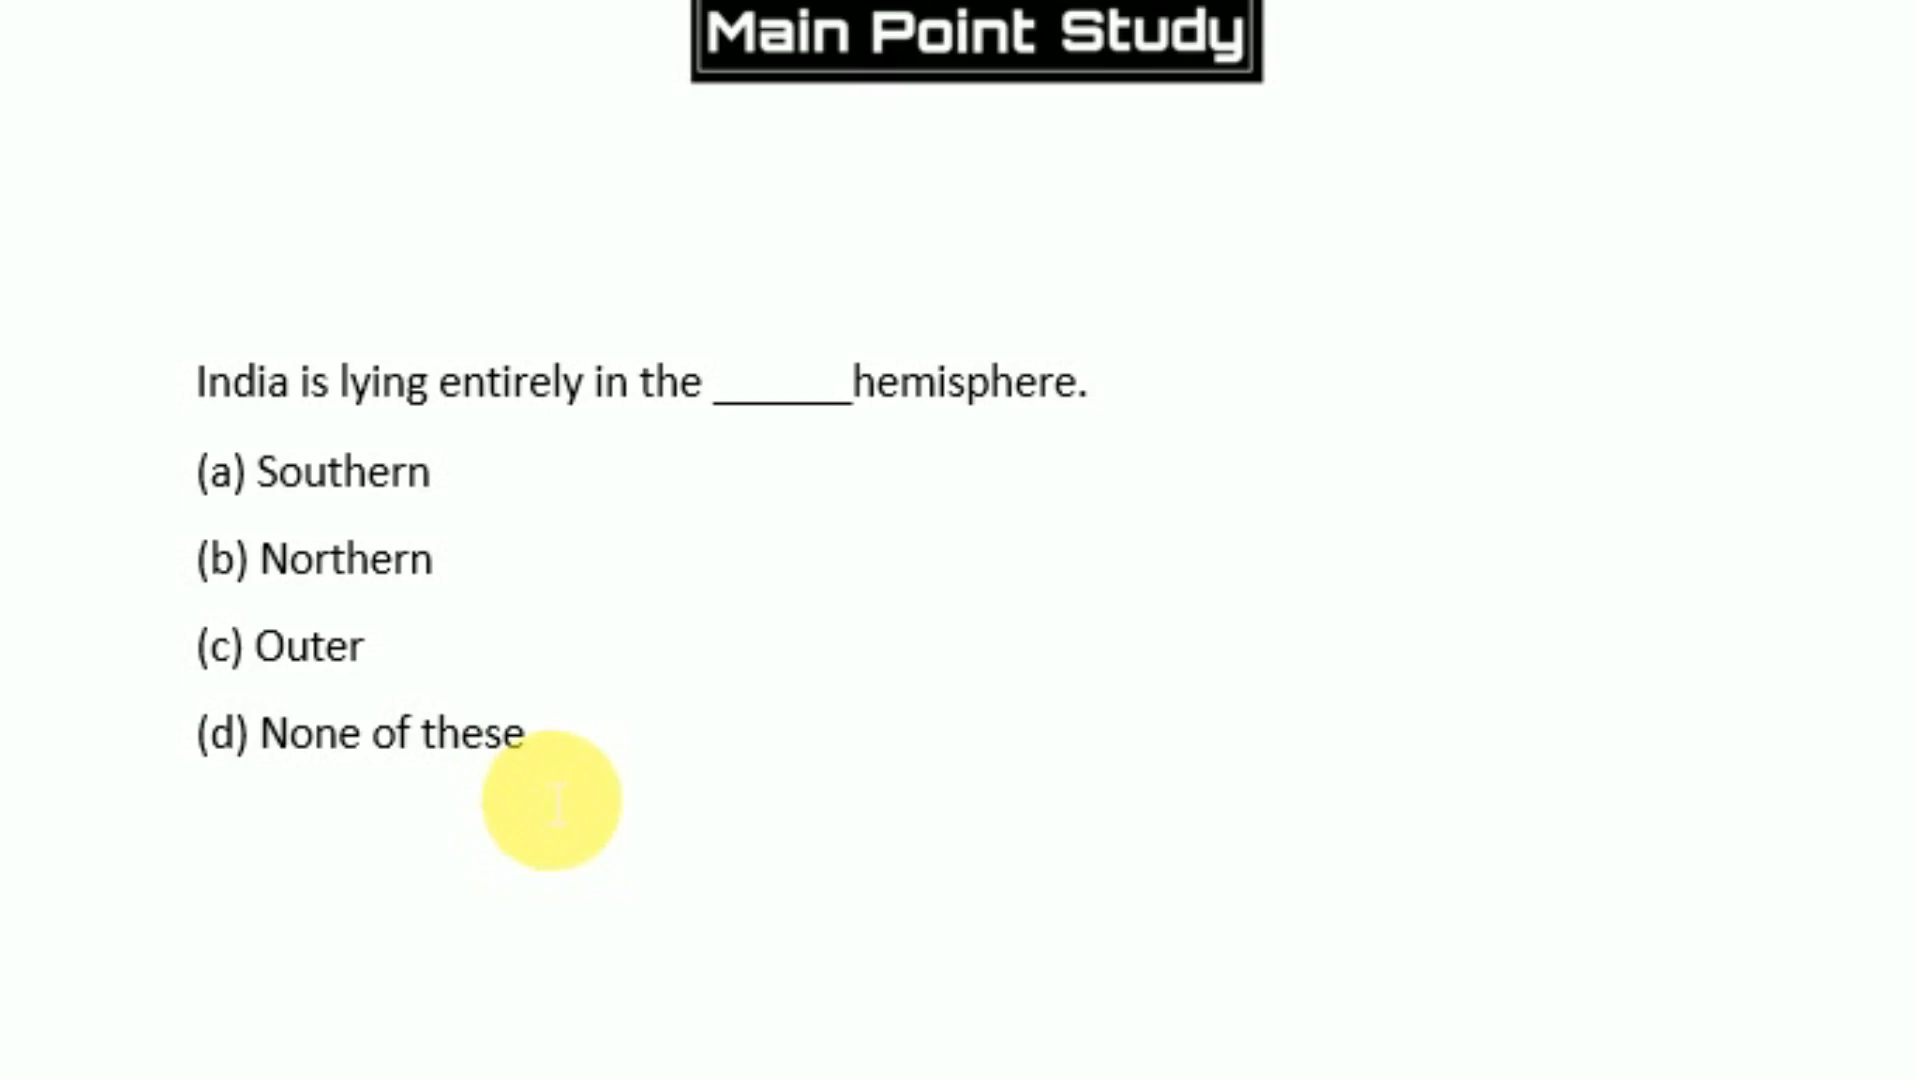 Main Point Study
India is lying entirely in the ______hemisphere.
(a) Southern
(b) Northern
(c) Outer
(d) None of these